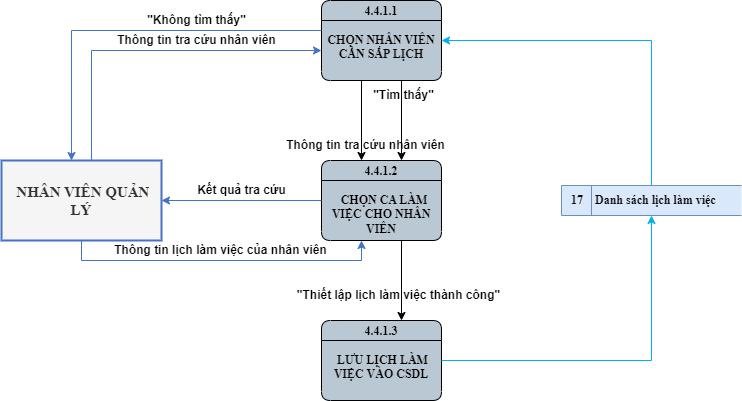 "Không tìm thấy"
4.4.1.1
Thông tin tra cứu nhân viên
CHỌN NHÂN VIÊN
CẦN SẮP LỊCH
"Tìm thấy"
Thông tin tra cứu nhân viên
4.4.1.2
NHÂN VIÊN QUẢN
LÝ
Kết quả tra cứu
CHỌN CA LÀM
VIỆC CHO NHÂN
VIÊN
17
Danh sách lịch làm việc
Thông tin lịch làm việc của nhân viên
"Thiết lập lịch làm việc thành công"
4.4.1.3
LƯU LỊCH LÀM
VIỆC VÀO CSDL